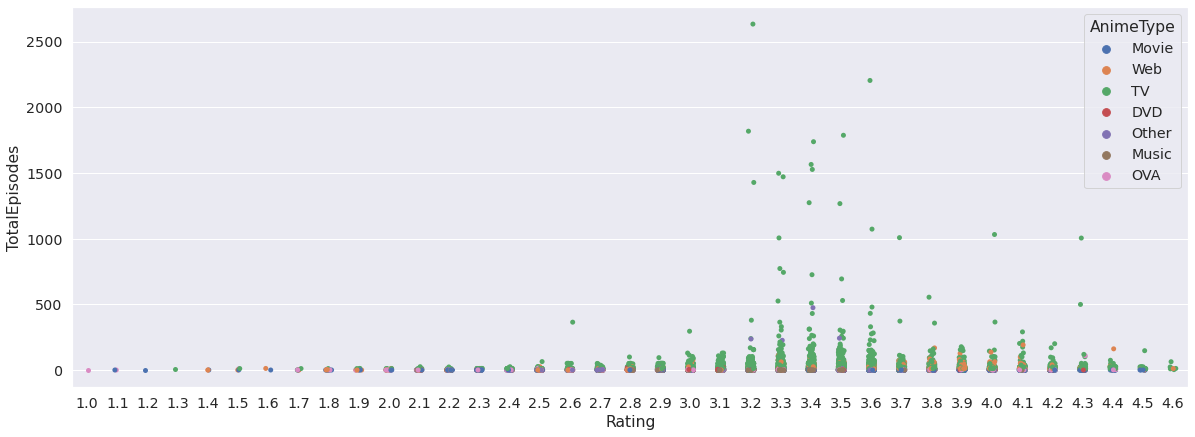 AnimeType
Movie
Web
TV
DVD
Other
Music
OVA
TotalEpisodes
2500
2000
1500
1000
500
0
1.0 1.1 1.2 1.3 1.4 1.5 1.6 1.7 1.8 1.9 2.0 2.1 2.2 2.3 2.4 2.5 2.6 2.7 2.8 2.9 3.0 3.1 3.2 3.3 3.4 3.5 3.6 3.7 3.8 3.9 4.0 4.1 4.2 4.3 4.4 4.5 4.6
Rating